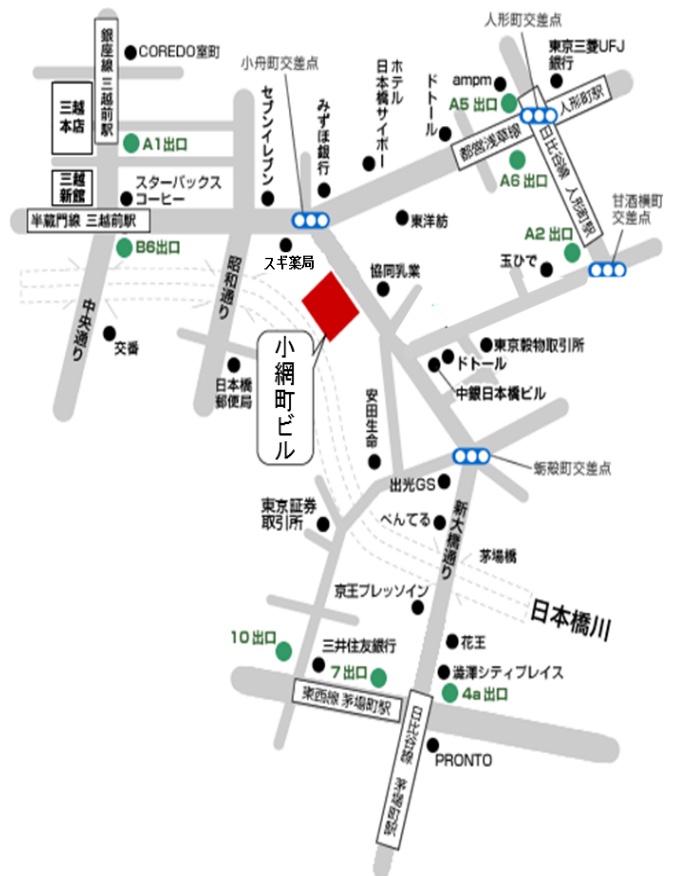 人形町交差点
銀座線 三越前駅
COREDO室町
小舟町交差点
東京三菱UFJ
銀行
ホテル
日本橋サイボー
ドトール
ampm
A5出口
人形町駅
三越
本店
セブンイレブン
みずほ銀行
都営浅草線
日比谷線 人形町駅
A1出口
A6出口
三越
新館
スターバックス
コーヒー
甘酒横町
交差点
半蔵門線 三越前駅
東洋紡
B6出口
A2出口
スギ薬局
玉ひで
昭和通り
協同乳業
中央通り
交番
小網町ビル
東京穀物取引所
ドトール
日本橋
郵便局
中銀日本橋ビル
安田生命
蛎殻町交差点
出光GS
東京証券
取引所
ぺんてる
新大橋通り
茅場橋
京王プレッソイン
日本橋川
10出口
三井住友銀行
花王
7出口
澁澤シティプレイス
4a出口
東西線 茅場町駅
日比谷線 茅場町駅
PRONTO